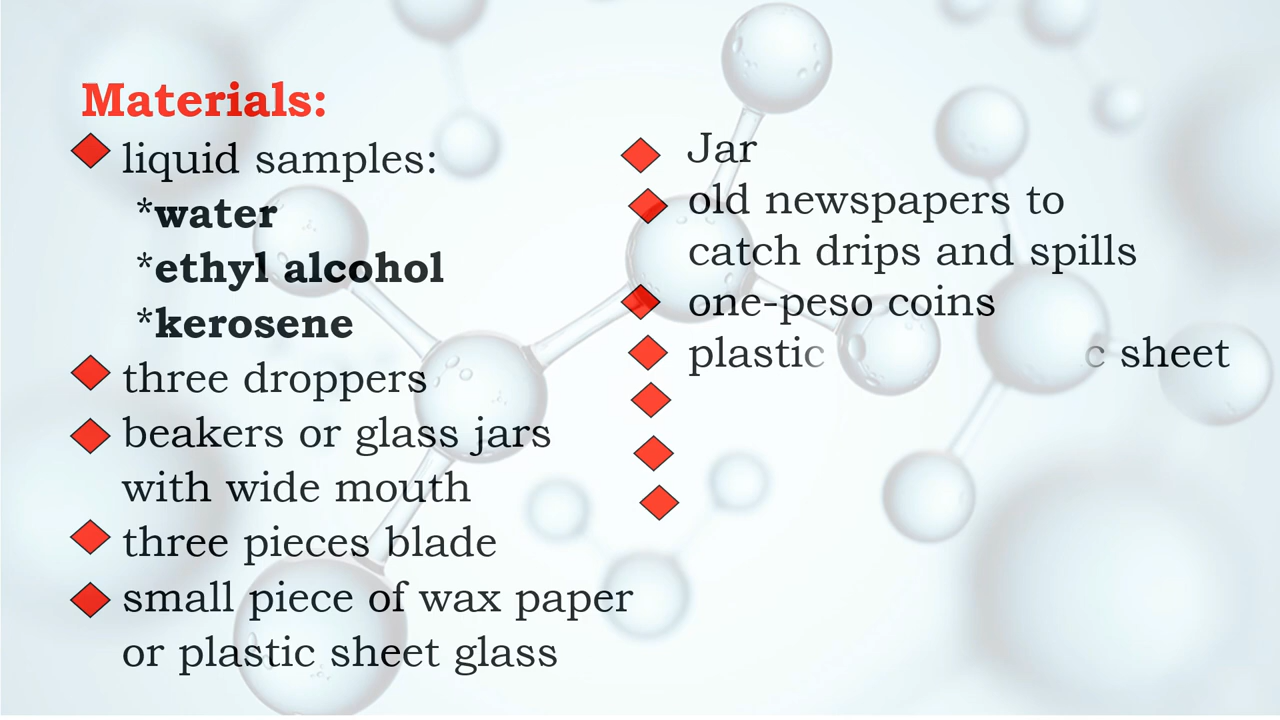 Materials:
liquid samples:
*water
*ethyl alcohol
*kerosene
three droppers
beakers or glass jars
with wide mouth
three pieces blade
small piece of wax paper
or plastic sheet glass
Jar
old newspapers to
catch drips and spills
one-peso coins
plastic sheet